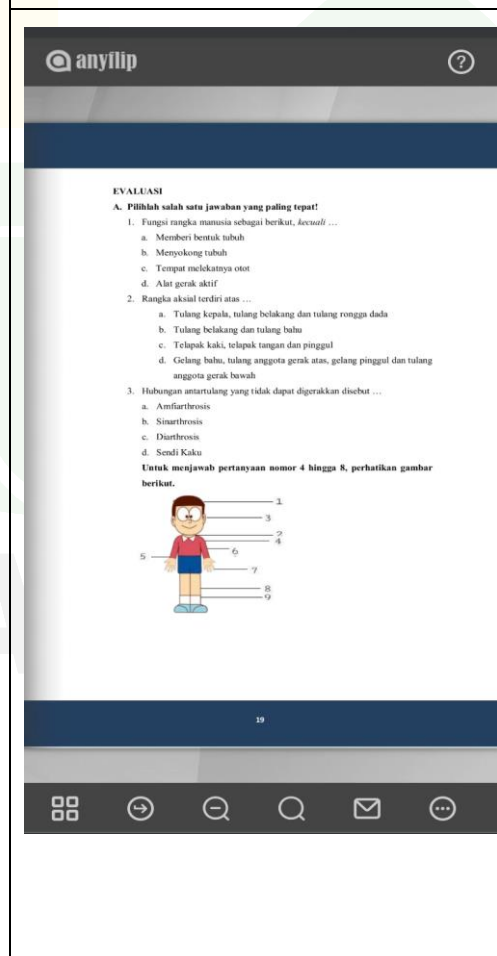 anyflip
?
EVALUASI
A. Pilihlah salah satu jawaban yang paling tepat!
1. Fungsi rangka manusia sebagai berikut, kecuali …
a. Memberi bentuk tubuh
b. Menyokong tubuh
c. Tempat melekatnya otot
d. Alat gerak aktif
2. Rangka aksial terdiri atas …
a. Tulang kepala, tulang belakang dan tulang rongga dada
b. Tulang belakang dan tulang bahu
c. Telapak kaki, telapak tangan dan pinggul
d. Gelang bahu, tulang anggota gerak atas, gelang pinggul dan tulang
anggota gerak bawah
3. Hubungan antartulang yang tidak dapat digerakkan disebut …
a. Amfiarthrosis
b. Sinarthrosis
c. Diarthrosis
d. Sendi Kaku
Untuk menjawab pertanyaan nomor 4 hingga 8, perhatikan gambar
berikut.
1
3
2
4
6
5
7
8
9
19